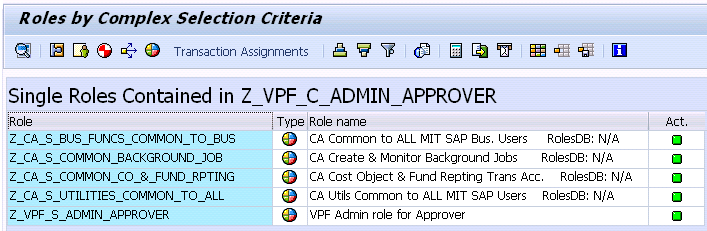 Roles by Complex Selection Criteria
Transaction Assignments
Single Roles Contained in Z_VPF_C_ADMIN_APPROVER
Role Type Role name Act.
Z_CA_S_BUS_FUNCS_COMMON_TO_BUS CA Common to ALL MIT SAP Bus. Users RolesDB: N/A
Z_CA_S_COMMON_BACKGROUND_JOB CA Create & Monitor Background Jobs RolesDB: N/A
Z_CA_S_COMMON_CO_&_FUND_RPTING CA Cost Object & Fund Repting Trans Acc. RolesDB: N/A
Z_CA_S_UTILITIES_COMMON_TO_ALL CA Utils Common to ALL MIT SAP Users RolesDB: N/A
Z_VPF_S_ADMIN_APPROVER VPF Admin role for Approver